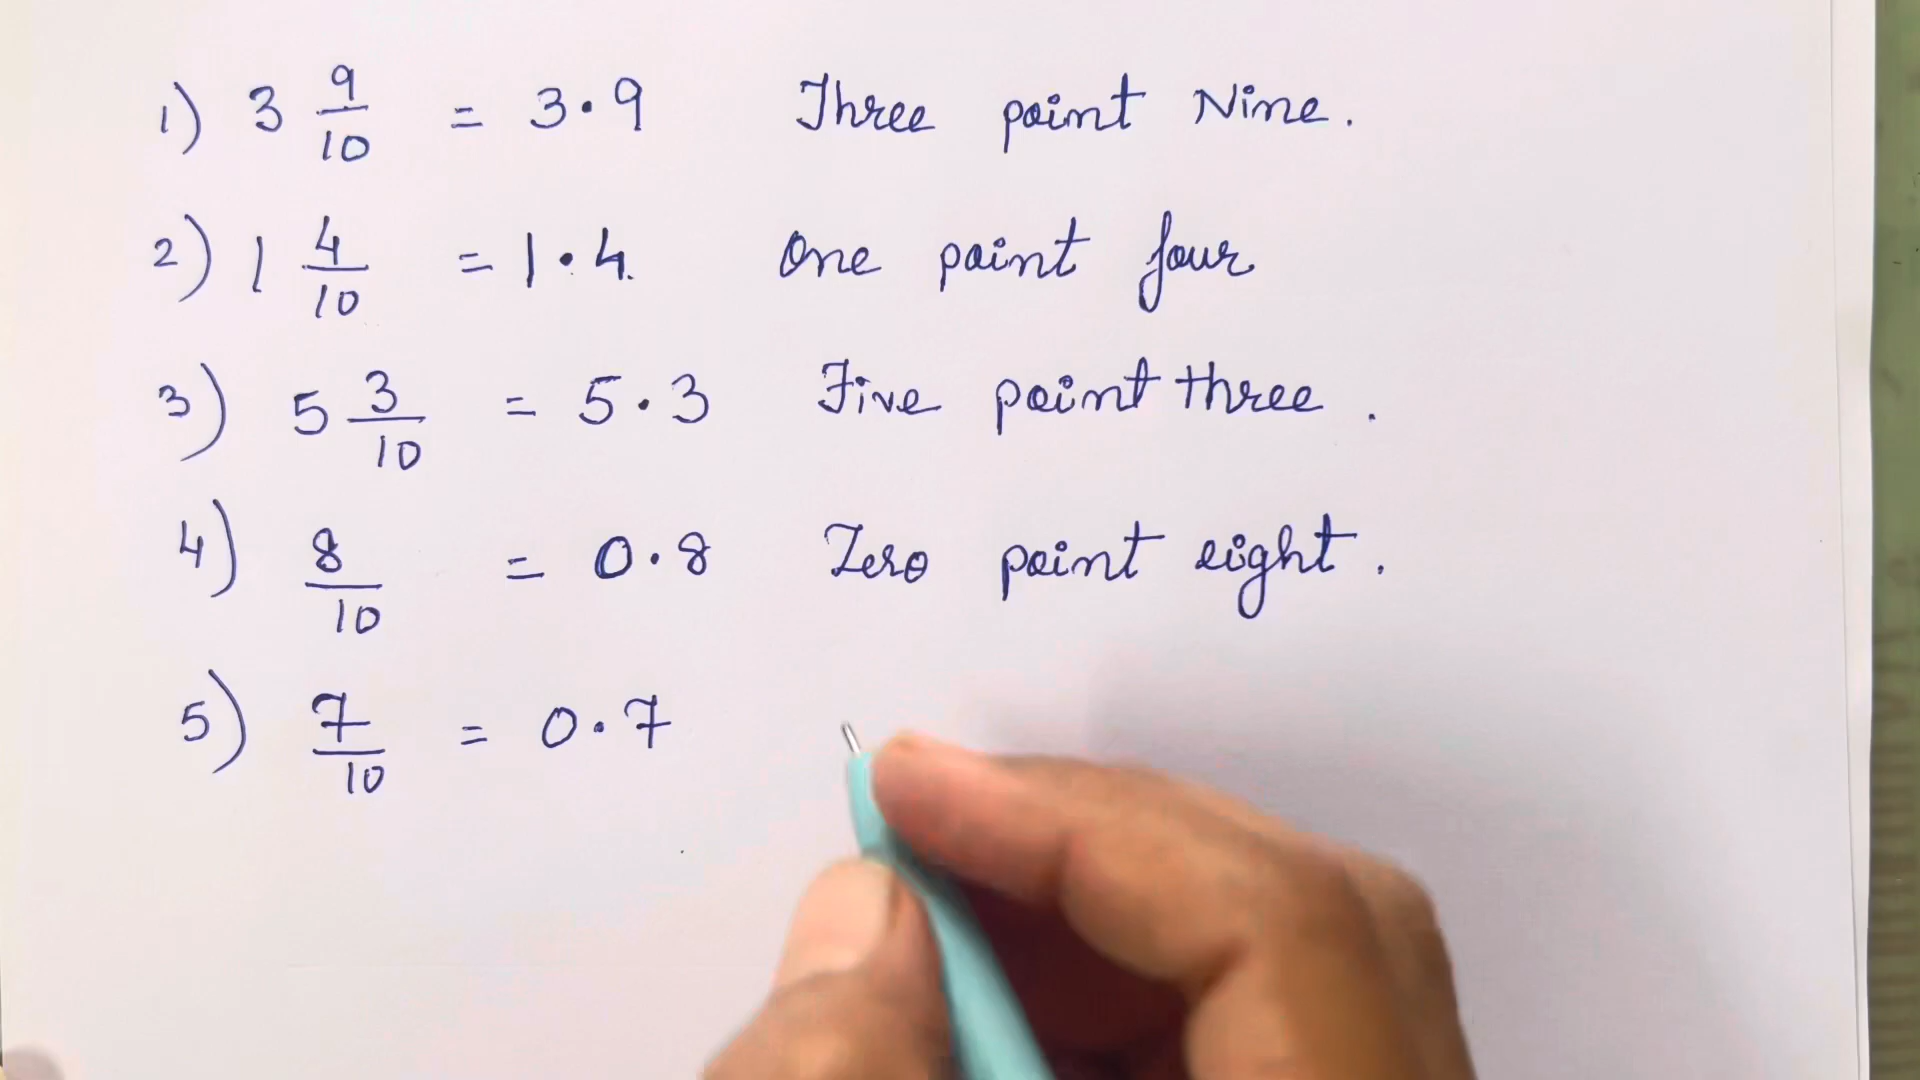 1) 3 9/10 = 3.9 Three point Nine.
2) 1 4/10 = 1.4 One point four
3) 5 3/10 = 5.3 Five point three.
4) 8/10 = 0.8 Zero point eight.
5) 7/10 = 0.7